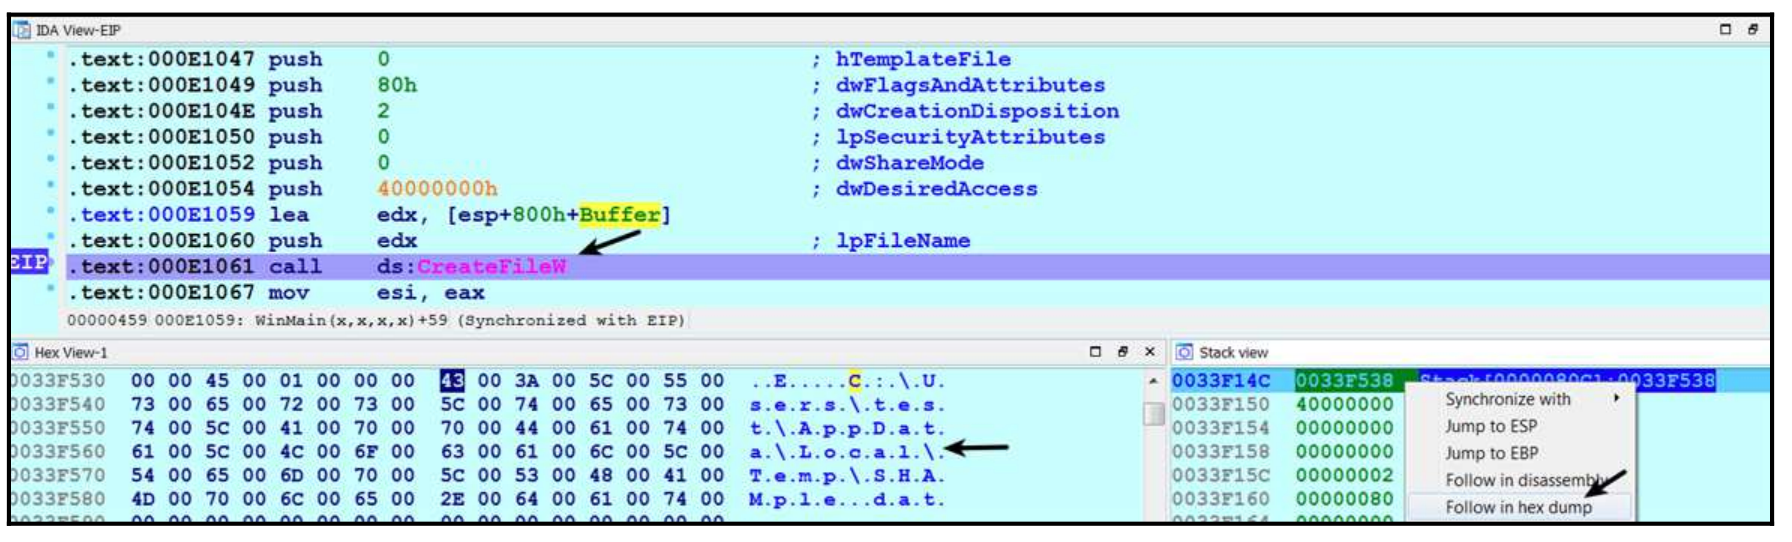 IDA View-EIP
.text:000E1047 push 0 ; hTemplateFile
.text:000E1049 push 80h ; dwFlagsAndAttributes
.text:000E104E push 2 ; dwCreationDisposition
.text:000E1050 push 0 ; lpSecurityAttributes
.text:000E1052 push 0 ; dwShareMode
.text:000E1054 push 40000000h ; dwDesiredAccess
.text:000E1059 lea edx, [esp+800h+Buffer]
.text:000E1060 push edx ; lpFileName
EIP .text:000E1061 call ds:CreateFileW
.text:000E1067 mov esi, eax
00000459 000E1059: WinMain(x,x,x,x)+59 (Synchronized with EIP)
Hex View-1
0033F530 00 00 45 00 01 00 00 00 43 00 3A 00 5C 00 55 00 ..E.....C.:.\.U.
0033F540 73 00 65 00 72 00 73 00 5C 00 74 00 65 00 73 00 s.e.r.s.\.t.e.s.
0033F550 74 00 5C 00 41 00 70 00 70 00 44 00 61 00 74 00 t.\.A.p.p.D.a.t.
0033F560 61 00 5C 00 4C 00 6F 00 63 00 61 00 6C 00 5C 00 a.\.L.o.c.a.l.\.
0033F570 54 00 65 00 6D 00 70 00 5C 00 53 00 48 00 41 00 T.e.m.p.\.S.H.A.
0033F580 4D 00 70 00 6C 00 65 00 2E 00 64 00 61 00 74 00 M.p.l.e...d.a.t.
Stack view
0033F14C 0033F538 Stack[0000080C]:0033F538
0033F150 40000000
0033F154 00000000
0033F158 00000000
0033F15C 00000002
0033F160 00000080
Synchronize with
Jump to ESP
Jump to EBP
Follow in disassembly
Follow in hex dump